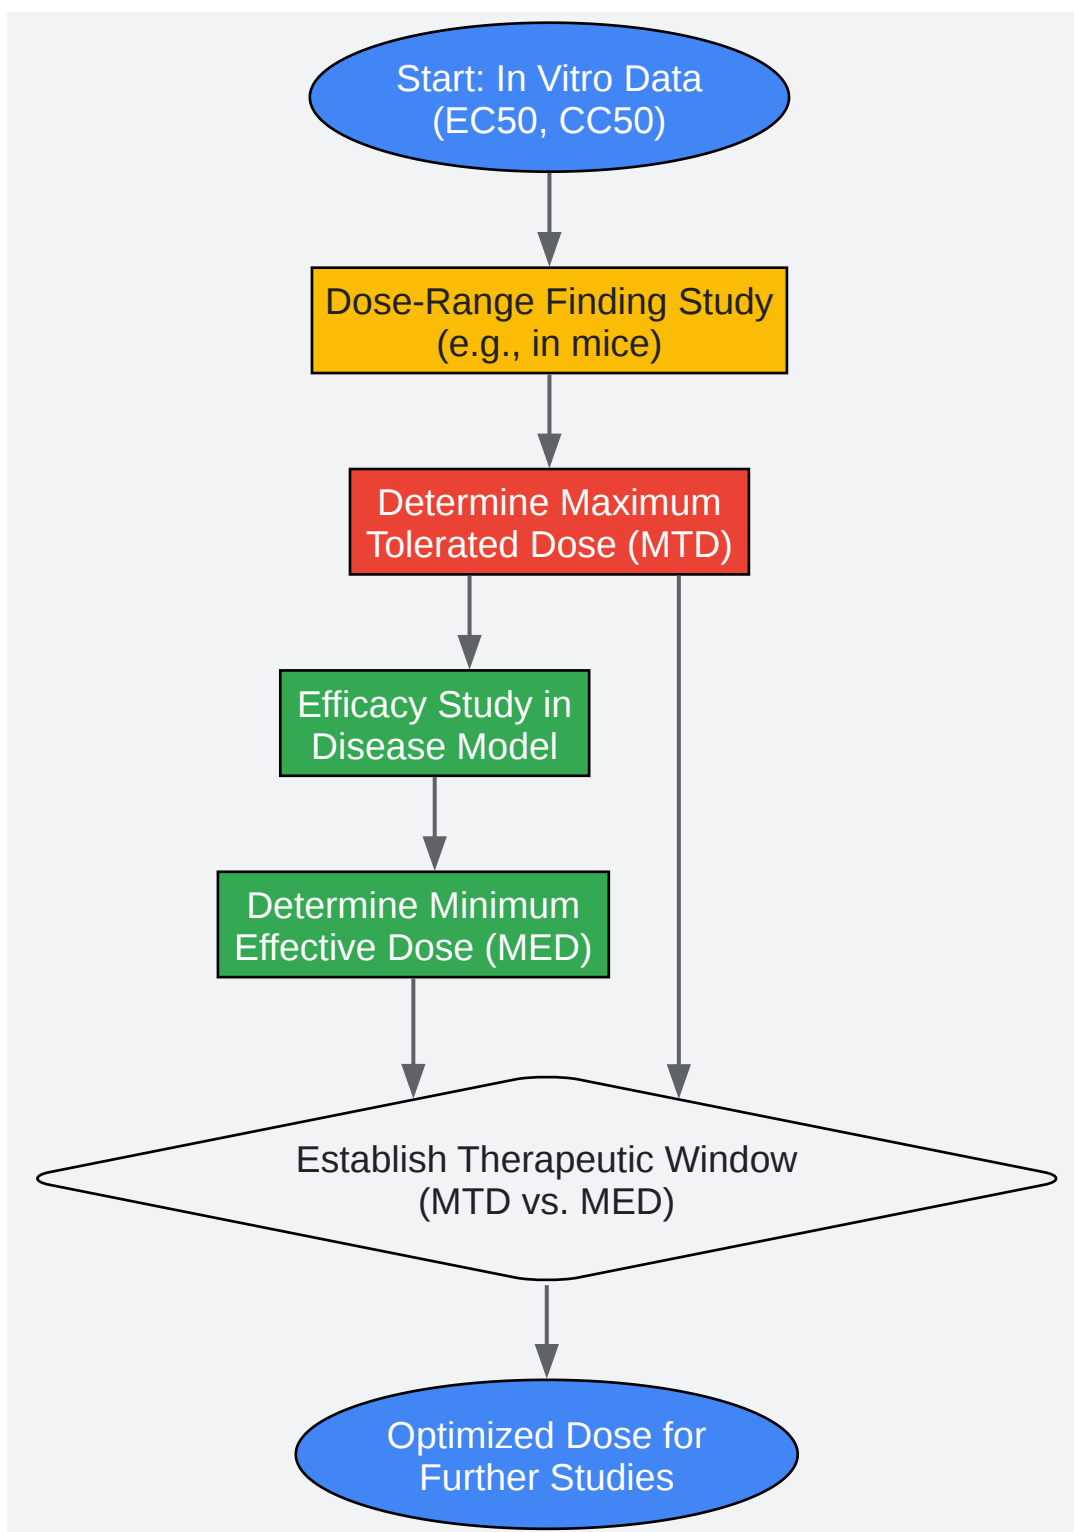 Start: In Vitro Data
(EC50, CC50)
Dose-Range Finding Study
(e.g., in mice)
Determine Maximum
Tolerated Dose (MTD)
Efficacy Study in
Disease Model
Determine Minimum
Effective Dose (MED)
Establish Therapeutic Window
(MTD vs. MED)
Optimized Dose for
Further Studies